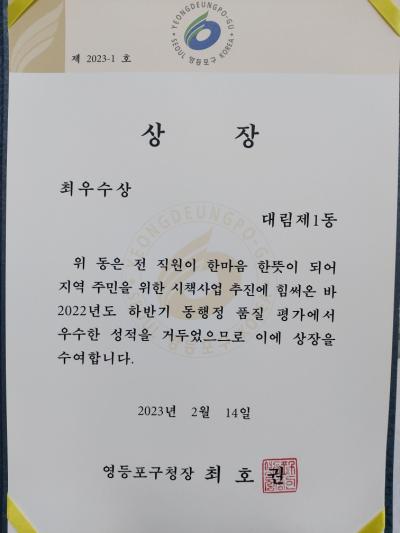 YEONGDEUNGPO-GU
SEOUL 영등포구 KOREA
제 2023-1 호
상 장
최우수상
대림제1동
위 동은 전 직원이 한마음 한뜻이 되어
지역 주민을 위한 시책사업 추진에 힘써온 바
2022년도 하반기 동행정 품질 평가에서
우수한 성적을 거두었으므로 이에 상장을
수여합니다.
2023년 2월 14일
영등포구청장 최 호 권